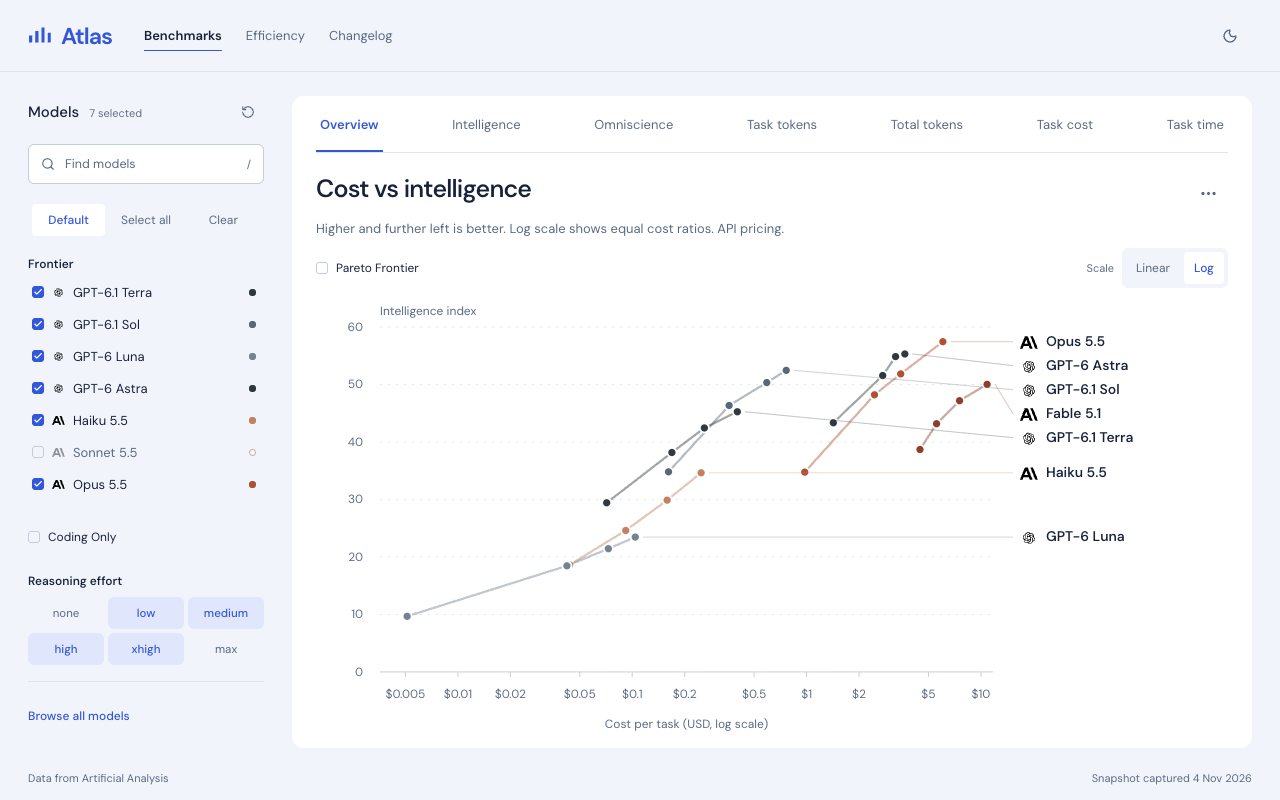 Atlas
Benchmarks
Efficiency
Changelog
Models
7 selected
Find models
/
Default
Select all
Clear
Frontier
GPT-6.1 Terra
GPT-6.1 Sol
GPT-6 Luna
GPT-6 Astra
Haiku 5.5
Sonnet 5.5
Opus 5.5
Coding Only
Reasoning effort
none
low
medium
high
xhigh
max
Browse all models
Overview
Intelligence
Omniscience
Task tokens
Total tokens
Task cost
Task time
Cost vs intelligence
Higher and further left is better. Log scale shows equal cost ratios. API pricing.
Pareto Frontier
Scale
Linear
Log
Intelligence index
60
50
40
30
20
10
0
$0.005
$0.01
$0.02
$0.05
$0.1
$0.2
$0.5
$1
$2
$5
$10
Cost per task (USD, log scale)
Opus 5.5
GPT-6 Astra
GPT-6.1 Sol
Fable 5.1
GPT-6.1 Terra
Haiku 5.5
GPT-6 Luna
Data from Artificial Analysis
Snapshot captured 4 Nov 2026